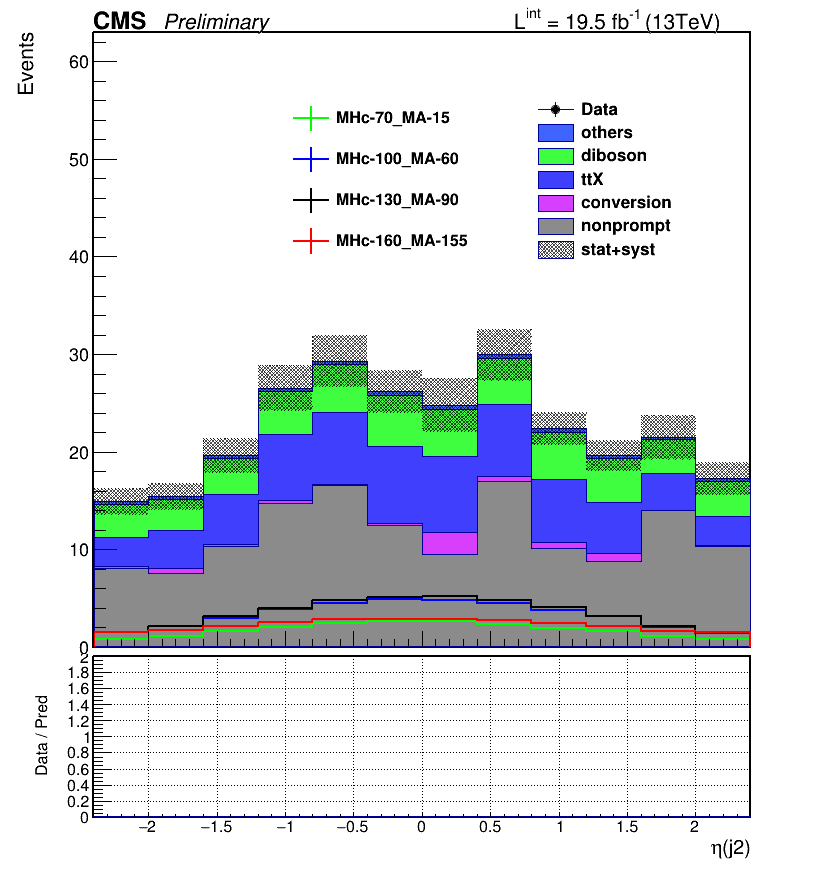 CMS Preliminary L^int = 19.5 fb^-1 (13TeV)
Events
60
50
40
30
20
10
0
MHc-70_MA-15
MHc-100_MA-60
MHc-130_MA-90
MHc-160_MA-155
Data
others
diboson
ttX
conversion
nonprompt
stat+syst
Data / Pred
2
1.8
1.6
1.4
1.2
1
0.8
0.6
0.4
0.2
0
−2 −1.5 −1 −0.5 0 0.5 1 1.5 2
η(j2)